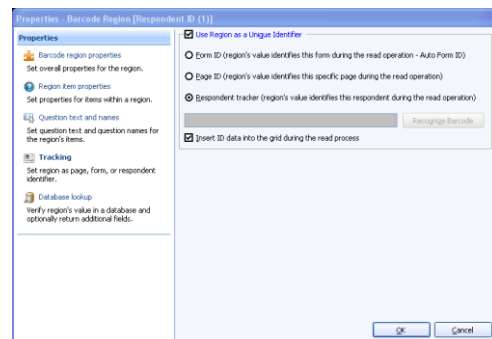 Properties - Barcode Region [Respondent ID (1)]
Properties
Barcode region properties
Set overall properties for the region.
Region item properties
Set properties for items within a region.
Question text and names
Set question text and question names for
the region's items.
Tracking
Set region as page, form, or respondent
identifier.
Database lookup
Verify region's value in a database and
optionally return additional fields.
Use Region as a Unique Identifier
Form ID (region's value identifies this form during the read operation - Auto Form ID)
Page ID (region's value identifies this specific page during the read operation)
Respondent tracker (region's value identifies this respondent during the read operation)
Recognize Barcode
Insert ID data into the grid during the read process
OK
Cancel